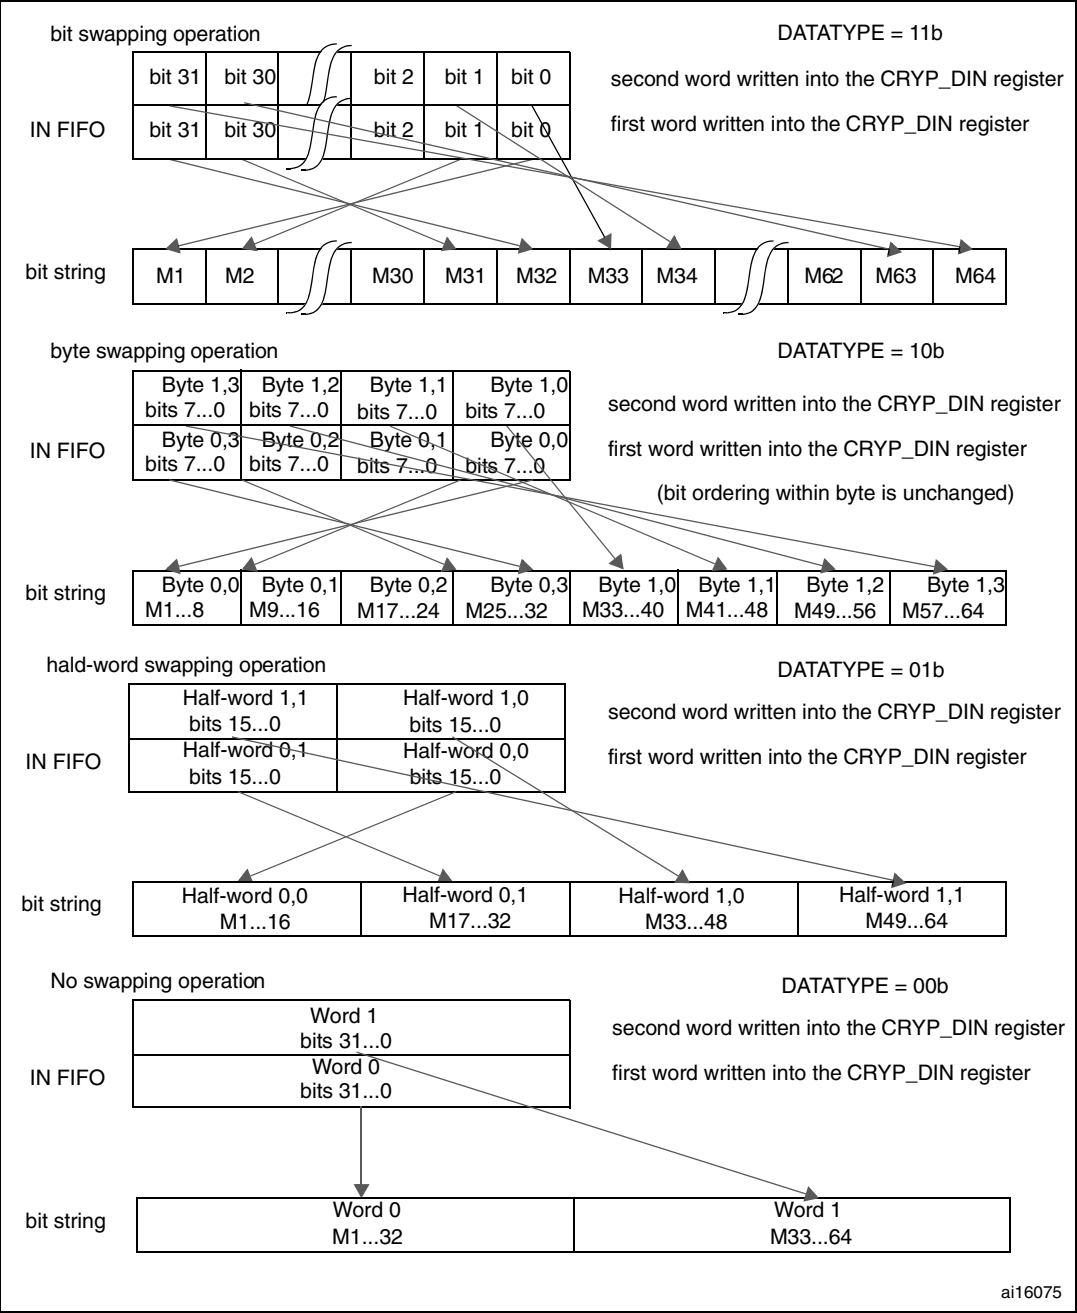 bit swapping operation
DATATYPE = 11b
bit 31 bit 30 bit 2 bit 1 bit 0
second word written into the CRYP_DIN register
IN FIFO
bit 31 bit 30 bit 2 bit 1 bit 0
first word written into the CRYP_DIN register
bit string
M1 M2 M30 M31 M32 M33 M34 M62 M63 M64
byte swapping operation
DATATYPE = 10b
Byte 1,3 Byte 1,2 Byte 1,1 Byte 1,0
bits 7...0 bits 7...0 bits 7...0 bits 7...0
second word written into the CRYP_DIN register
IN FIFO
Byte 0,3 Byte 0,2 Byte 0,1 Byte 0,0
bits 7...0 bits 7...0 bits 7...0 bits 7...0
first word written into the CRYP_DIN register
(bit ordering within byte is unchanged)
bit string
Byte 0,0 Byte 0,1 Byte 0,2 Byte 0,3 Byte 1,0 Byte 1,1 Byte 1,2 Byte 1,3
M1...8 M9...16 M17...24 M25...32 M33...40 M41...48 M49...56 M57...64
hald-word swapping operation
DATATYPE = 01b
Half-word 1,1 Half-word 1,0
bits 15...0 bits 15...0
second word written into the CRYP_DIN register
IN FIFO
Half-word 0,1 Half-word 0,0
bits 15...0 bits 15...0
first word written into the CRYP_DIN register
bit string
Half-word 0,0 Half-word 0,1 Half-word 1,0 Half-word 1,1
M1...16 M17...32 M33...48 M49...64
No swapping operation
DATATYPE = 00b
Word 1
bits 31...0
second word written into the CRYP_DIN register
IN FIFO
Word 0
bits 31...0
first word written into the CRYP_DIN register
bit string
Word 0 Word 1
M1...32 M33...64
ai16075